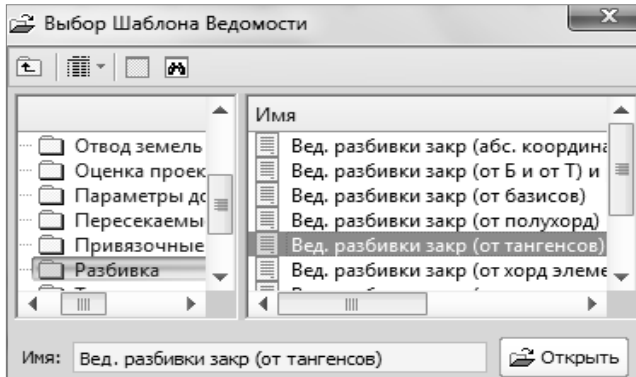 Выбор Шаблона Ведомости
Имя
Отвод земель
Оценка проек
Параметры до
Пересекаемы
Привязочные
Разбивка
Вед. разбивки закр (абс. координа
Вед. разбивки закр (от Б и от Т) и
Вед. разбивки закр (от базисов)
Вед. разбивки закр (от полухорд)
Вед. разбивки закр (от тангенсов)
Вед. разбивки закр (от хорд элеме
Имя: Вед. разбивки закр (от тангенсов) Открыть